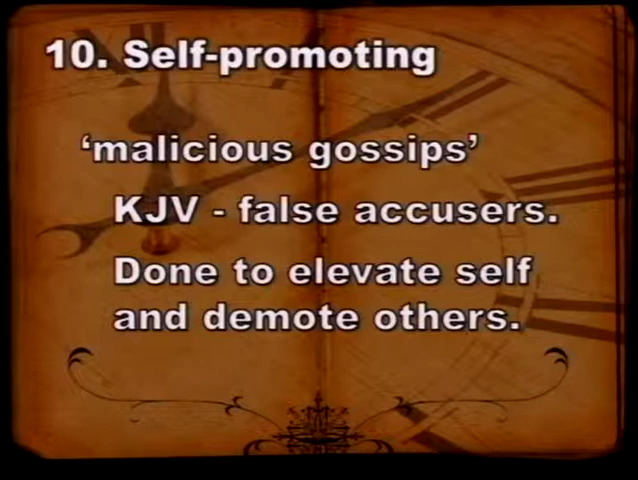 10. Self-promoting
‘malicious gossips’
KJV - false accusers.
Done to elevate self
and demote others.